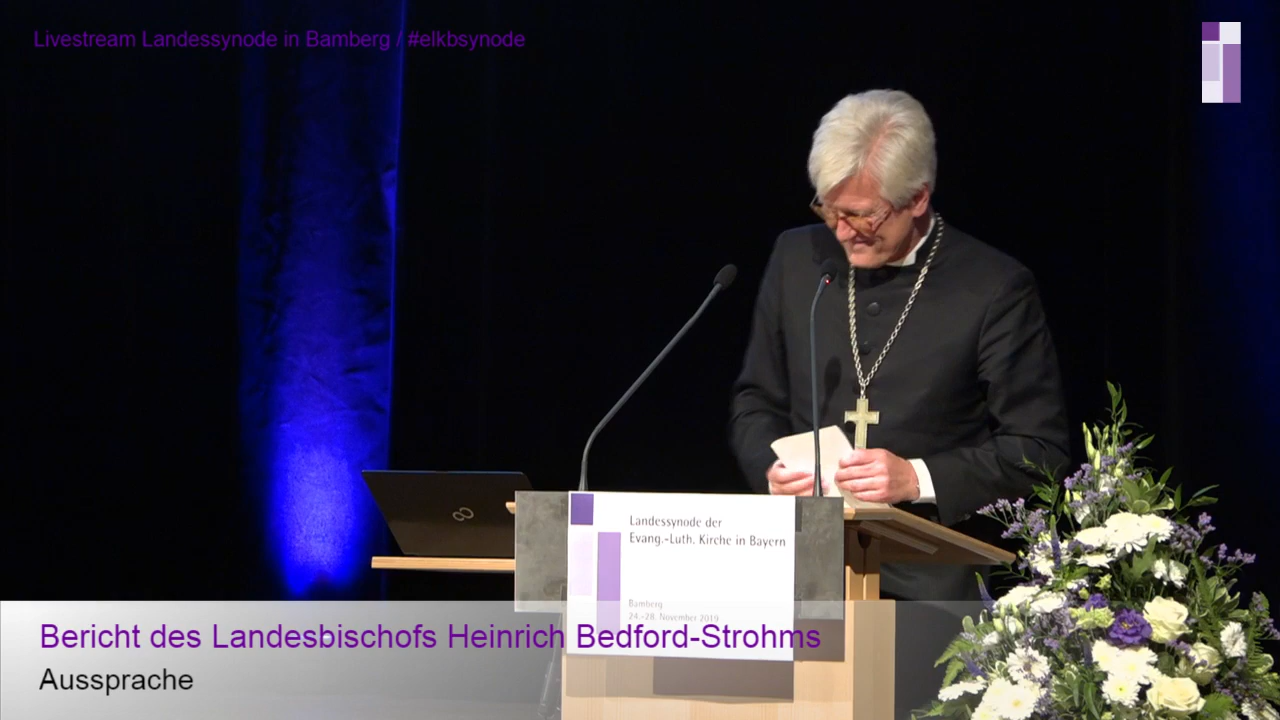 Livestream Landessynode in Bamberg / #elkbsynode
Landessynode der
Evang.-Luth. Kirche in Bayern
Bamberg
24.-28. November 2019
Bericht des Landesbischofs Heinrich Bedford-Strohms
Aussprache